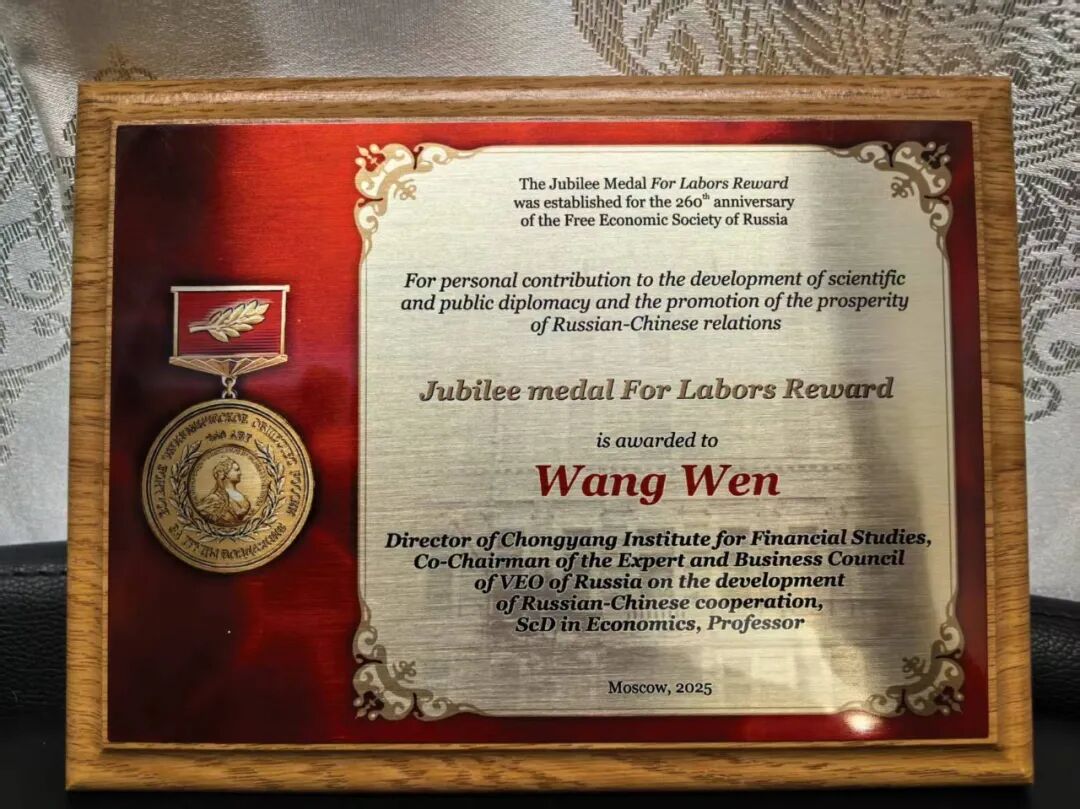 The Jubilee Medal For Labors Reward
was established for the 260th anniversary
of the Free Economic Society of Russia
For personal contribution to the development of scientific
and public diplomacy and the promotion of the prosperity
of Russian-Chinese relations
Jubilee medal For Labors Reward
is awarded to
Wang Wen
Director of Chongyang Institute for Financial Studies,
Co-Chairman of the Expert and Business Council
of VEO of Russia on the development
of Russian-Chinese cooperation,
ScD in Economics, Professor
Moscow, 2025